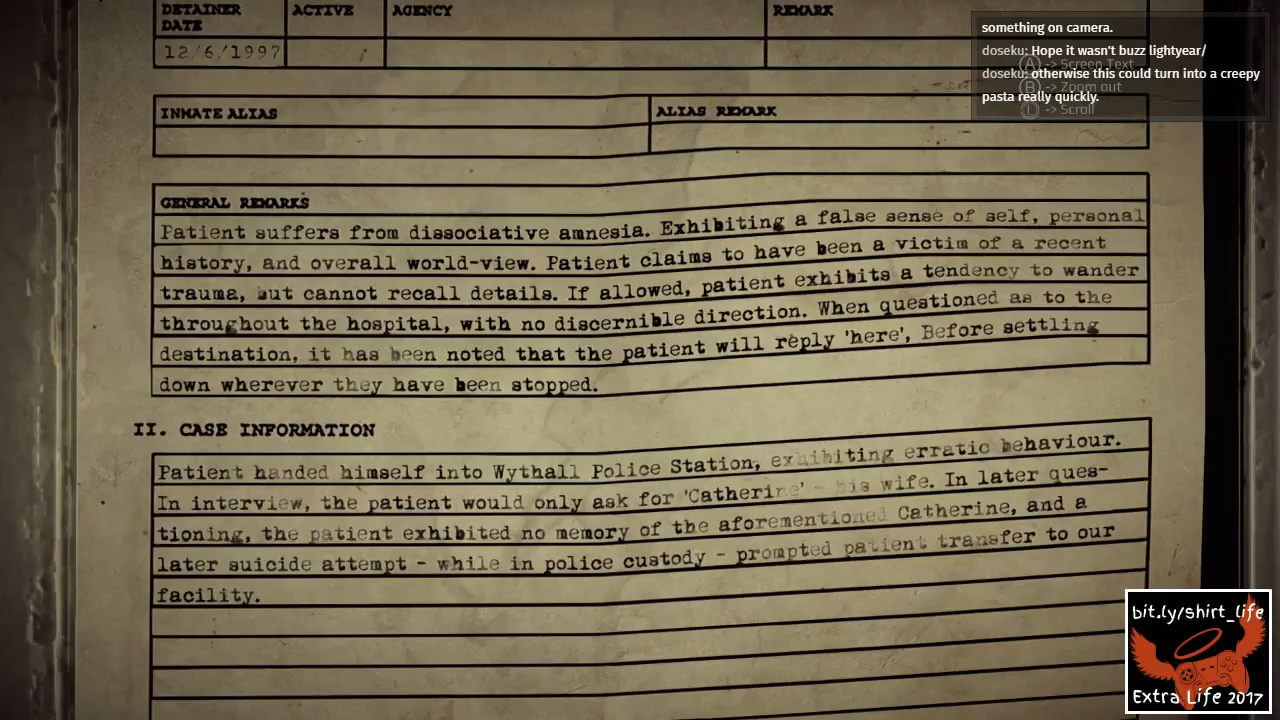 DETAINER DATE
ACTIVE
AGENCY
REMARK
12/6/1997
something on camera.
doseku: Hope it wasn't buzz lightyear/
(A) -> Screen Text
doseku: otherwise this could turn into a creepy
(B) -> Zoom out
pasta really quickly.
(L) -> Scroll
INMATE ALIAS
ALIAS REMARK
GENERAL REMARKS
Patient suffers from dissociative amnesia. Exhibiting a false sense of self, personal
history, and overall world-view. Patient claims to have been a victim of a recent
trauma, but cannot recall details. If allowed, patient exhibits a tendency to wander
throughout the hospital, with no discernible direction. When questioned as to the
destination, it has been noted that the patient will reply 'here', Before settling
down wherever they have been stopped.
II. CASE INFORMATION
Patient handed himself into Wythall Police Station, exhibiting erratic behaviour.
In interview, the patient would only ask for 'Catherine' - his wife. In later ques-
tioning, the patient exhibited no memory of the aforementioned Catherine, and a
later suicide attempt - while in police custody - prompted patient transfer to our
facility.
bit.ly/shirt_life
Extra Life 2017